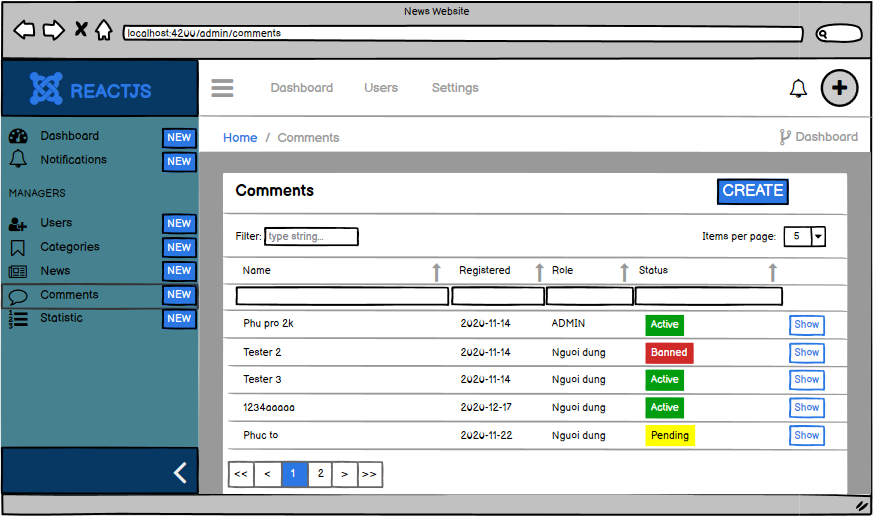 News Website
localhost:4200/admin/comments
REACTJS
Dashboard Users Settings
Dashboard NEW
Notifications NEW
MANAGERS
Users NEW
Categories NEW
News NEW
Comments NEW
Statistic NEW
Home / Comments
Dashboard
Comments
CREATE
Filter: type string...
Items per page: 5
Name Registered Role Status
Phu pro 2k 2020-11-14 ADMIN Active Show
Tester 2 2020-11-14 Nguoi dung Banned Show
Tester 3 2020-11-14 Nguoi dung Active Show
1234aaaaa 2020-12-17 Nguoi dung Active Show
Phuc to 2020-11-22 Nguoi dung Pending Show
<< < 1 2 > >>